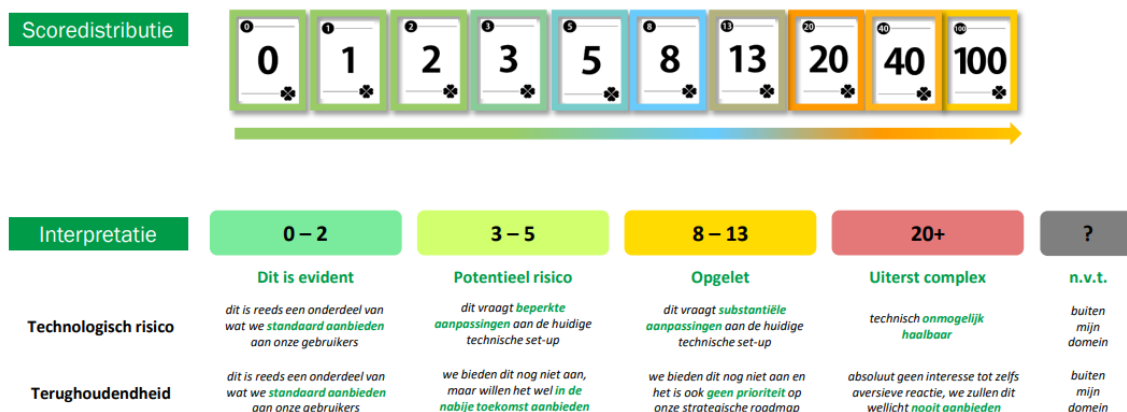 Scoredistributie
0 1 2 3 5 8 13 20 40 100
0 1 2 3 5 8 13 20 40 100
Interpretatie
0 – 2
3 – 5
8 – 13
20+
?
Dit is evident
Potentieel risico
Opgelet
Uiterst complex
n.v.t.
Technologisch risico
dit is reeds een onderdeel van
wat we standaard aanbieden
aan onze gebruikers
dit vraagt beperkte
aanpassingen aan de huidige
technische set-up
dit vraagt substantiële
aanpassingen aan de huidige
technische set-up
technisch onmogelijk
haalbaar
buiten
mijn
domein
Terughoudendheid
dit is reeds een onderdeel van
wat we standaard aanbieden
aan onze gebruikers
we bieden dit nog niet aan,
maar willen het wel in de
nabije toekomst aanbieden
we bieden dit nog niet aan en
het is ook geen prioriteit op
onze strategische roadmap
absoluut geen interesse tot zelfs
aversieve reactie, we zullen dit
wellicht nooit aanbieden
buiten
mijn
domein